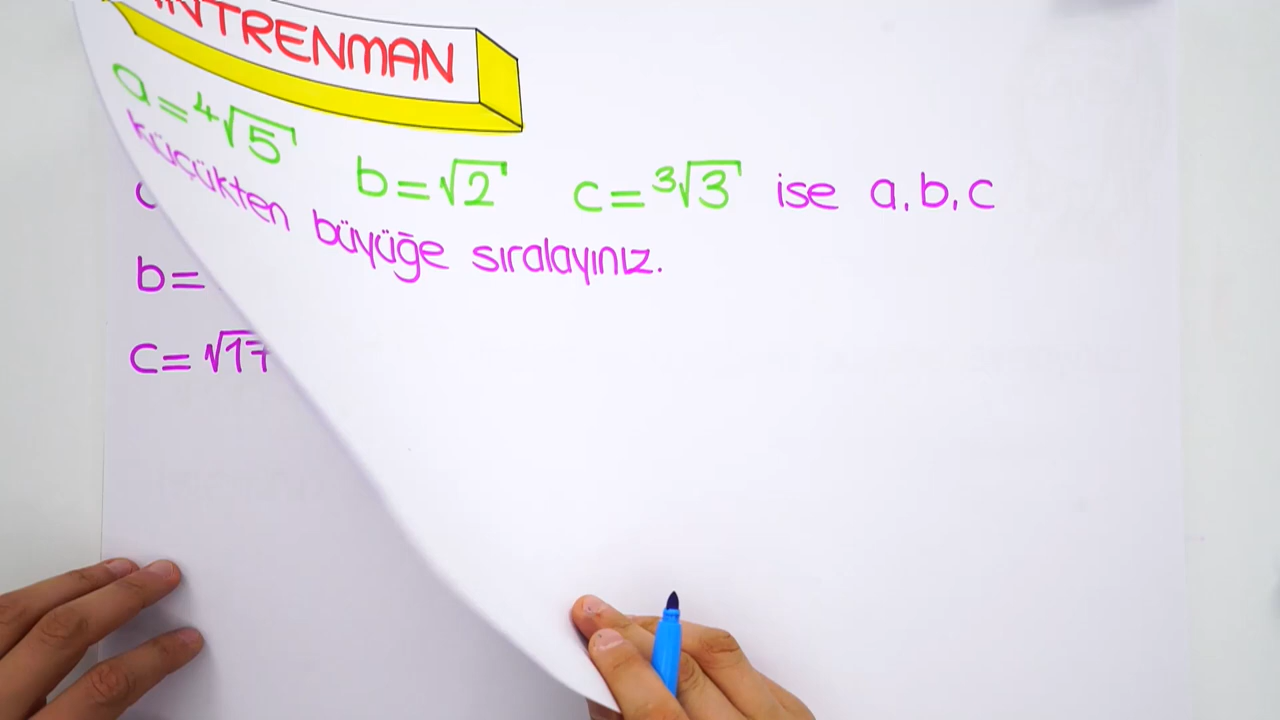 ANTRENMAN
a = ⁴√5 b = √2 c = ³√3 ise a, b, c
küçükten büyüğe sıralayınız.
b =
c = √17